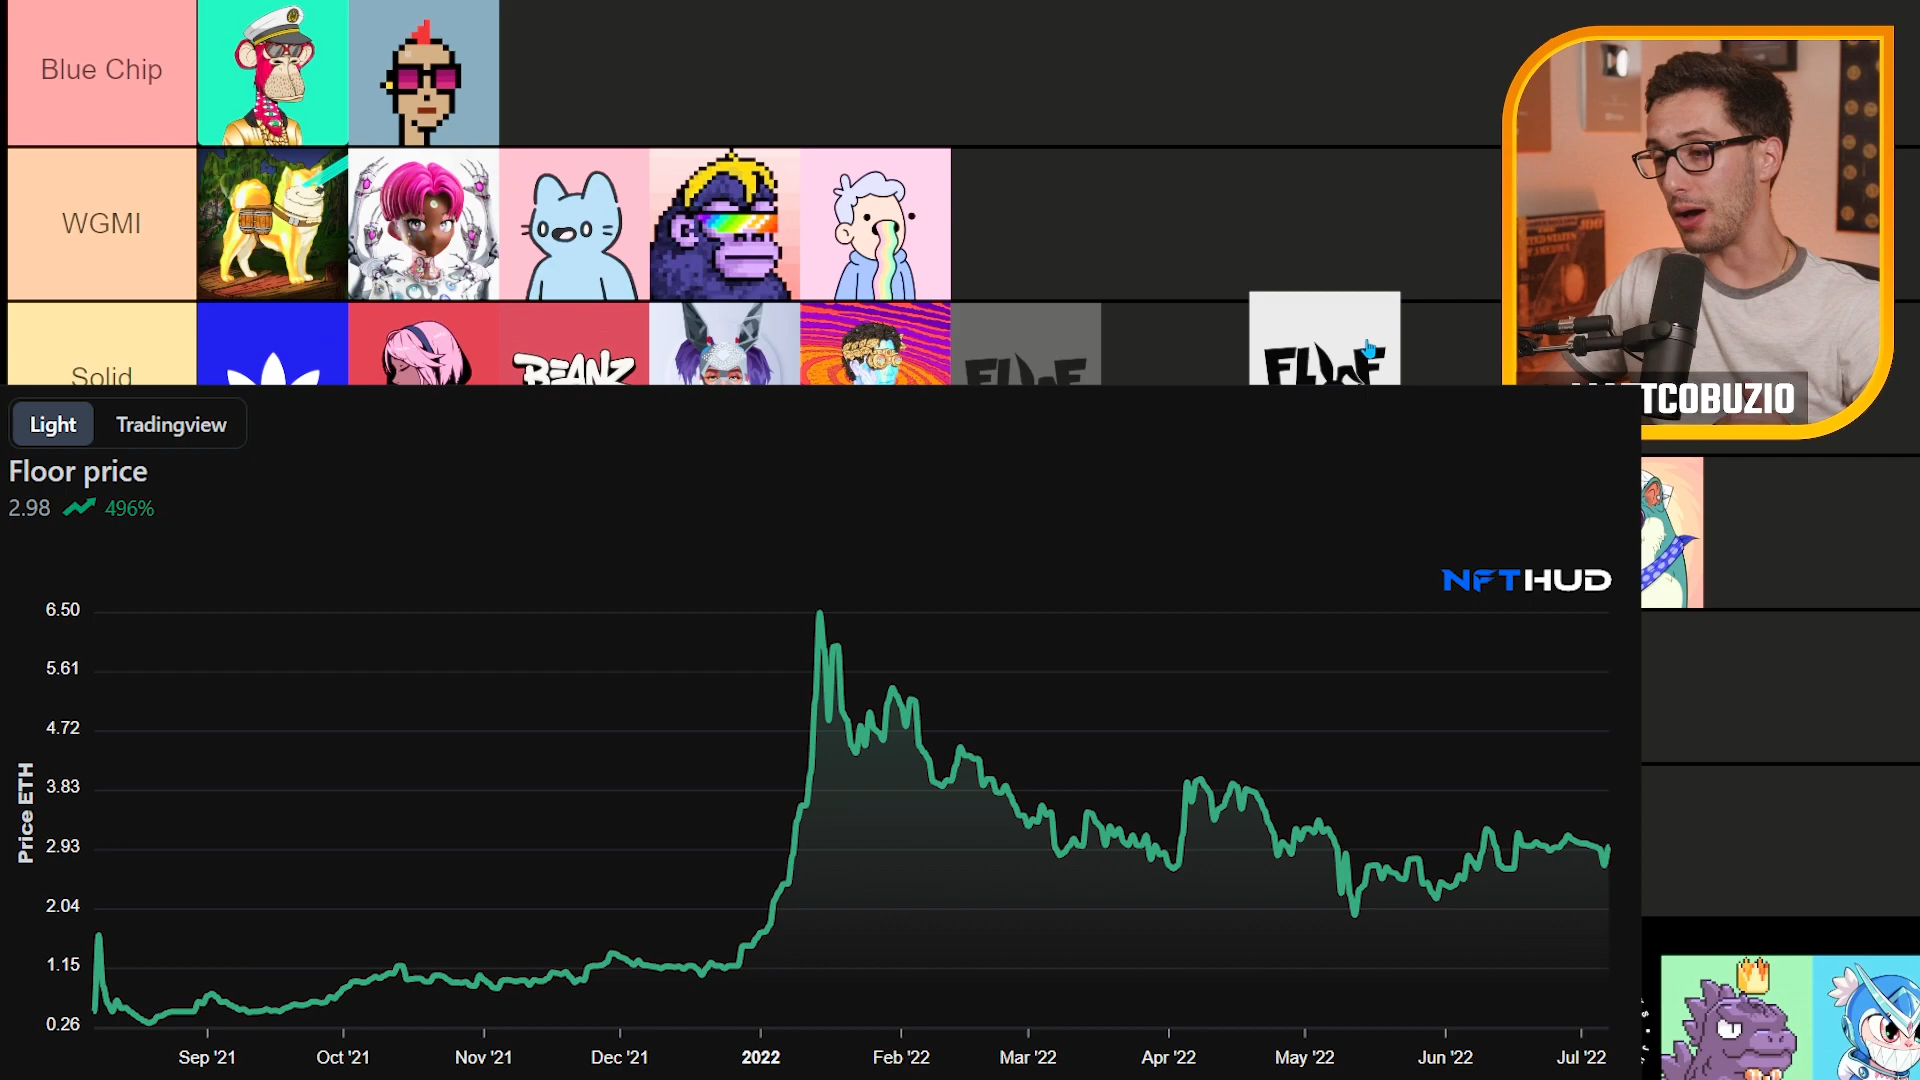 Blue Chip
WGMI
Solid
BEANZ
FLUF
FLUF
TCOBUZIO
Light
Tradingview
Floor price
2.98
496%
NFTHUD
Price ETH
6.50
5.61
4.72
3.83
2.93
2.04
1.15
0.26
Sep '21
Oct '21
Nov '21
Dec '21
2022
Feb '22
Mar '22
Apr '22
May '22
Jun '22
Jul '22